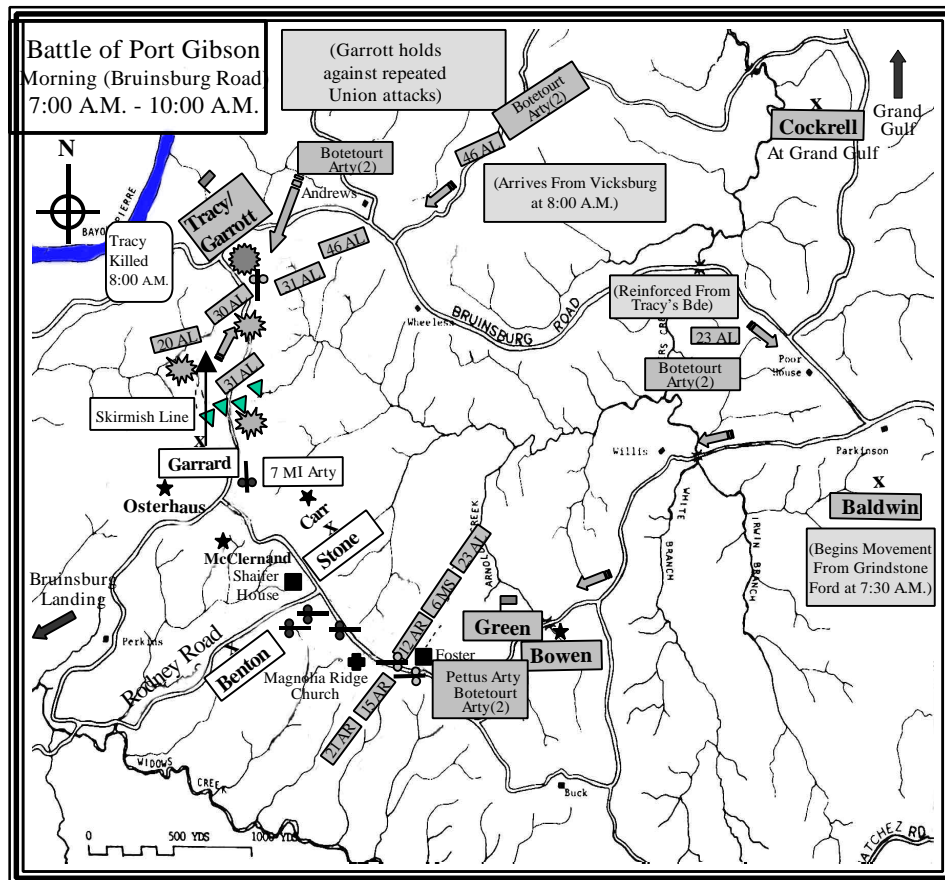 Battle of Port Gibson
Morning (Bruinsburg Road)
7:00 A.M. - 10:00 A.M.
(Garrott holds
against repeated
Union attacks)
Botetourt
Arty(2)
46 AL
Cockrell
At Grand Gulf
Grand
Gulf
N
Botetourt
Arty(2)
Andrews
(Arrives From Vicksburg
at 8:00 A.M.)
BAYOU PIERRE
Tracy/
Garrott
Tracy
Killed
8:00 A.M.
46 AL
31 AL
30 AL
20 AL
31 AL
Wheeless
BRUINSBURG ROAD
(Reinforced From
Tracy's Bde)
23 AL
Botetourt
Arty(2)
Poor
House
Skirmish Line
x
Garrard
7 MI Arty
Osterhaus
Carr
x
Stone
McClernand
Shaifer
House
Willis
Parkinson
x
Baldwin
(Begins Movement
From Grindstone
Ford at 7:30 A.M.)
WHITE
BRANCH
IRWIN BRANCH
Bruinsburg
Landing
Perkins
Rodney Road
x
Benton
Magnolia Ridge
Church
23 AL
6 MS
12 AR
15 AR
21 AR
Green
Bowen
Foster
Pettus Arty
Botetourt
Arty(2)
WIDOWS
CREEK
Buck
0 500 YDS 1000 YDS